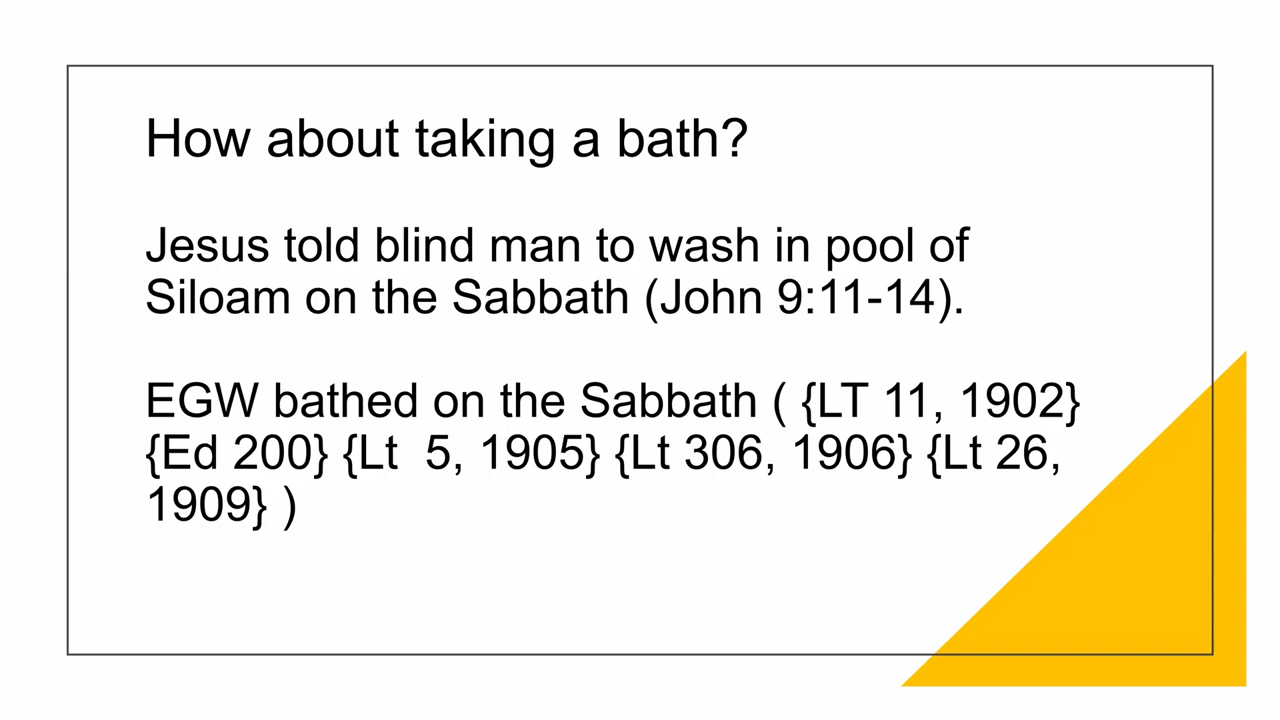 How about taking a bath?
Jesus told blind man to wash in pool of
Siloam on the Sabbath (John 9:11-14).
EGW bathed on the Sabbath ( {LT 11, 1902}
{Ed 200} {Lt  5, 1905} {Lt 306, 1906} {Lt 26,
1909} )